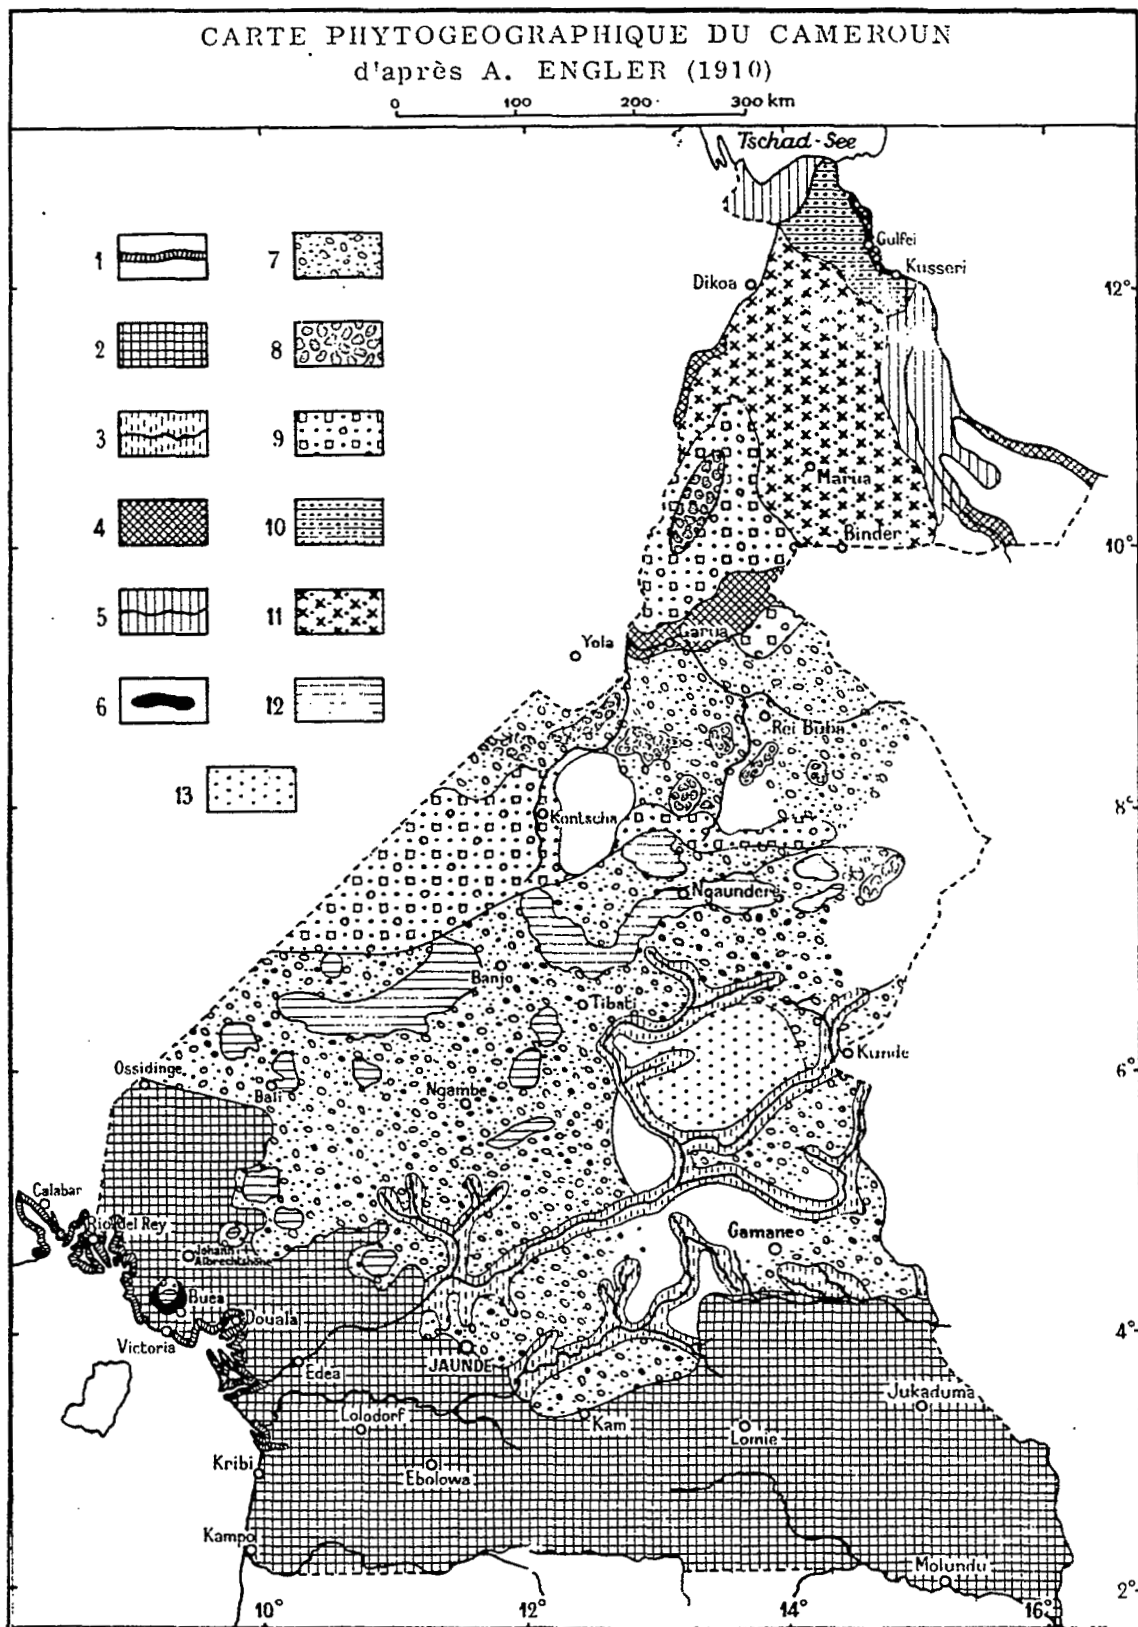 CARTE PHYTOGEOGRAPHIQUE DU CAMEROUN
d'après A. ENGLER (1910)
0 100 200 300 km
Tschad-See
1 7
2 8
3 9
4 10
5 11
6 12
13
Gulfei
Kusseri
Dikoa
12°
Marua
Binder
10°
Garua
Yola
Rei Buba
8°
Kontscha
Ngaundere
Banjo
Tibati
Kunde
6°
Ossidinge
Bali
Ngambe
Calabar
Rio del Rey
Gamane
Johann-
Albrechtshöhe
Buea
Douala
Victoria
4°
JAUNDE
Edea
Jukaduma
Lolodorf
Kam
Lomie
Kribi
Ebolowa
Kampo
Molundu
2°
10° 12° 14° 16°